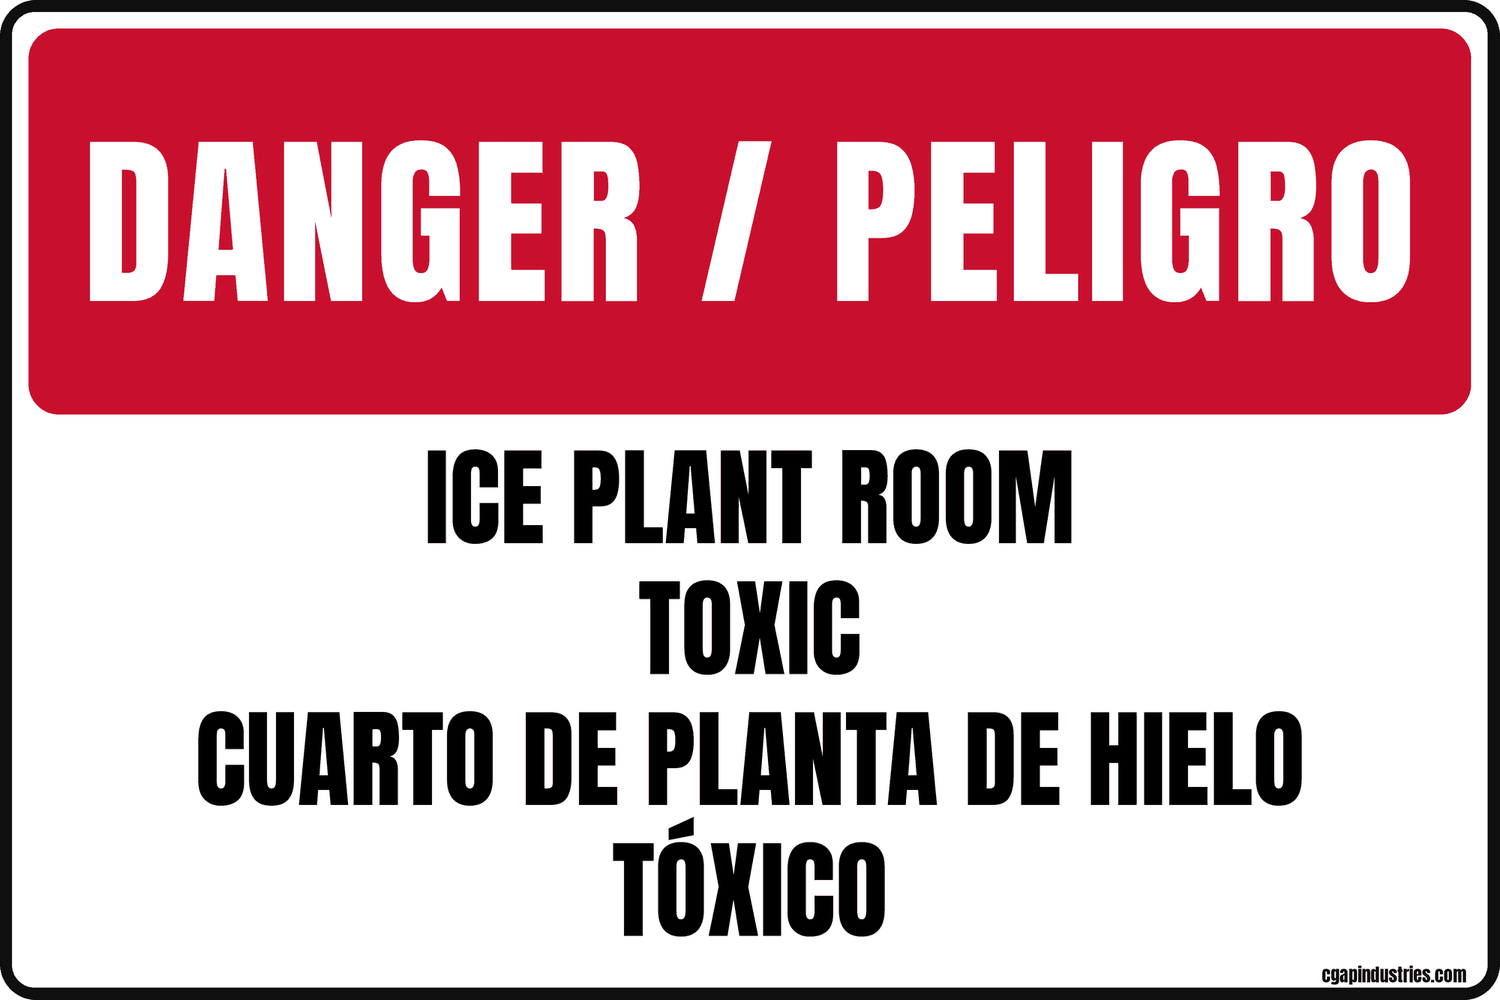 DANGER / PELIGRO
ICE PLANT ROOM
TOXIC
CUARTO DE PLANTA DE HIELO
TÓXICO
cgapindustries.com